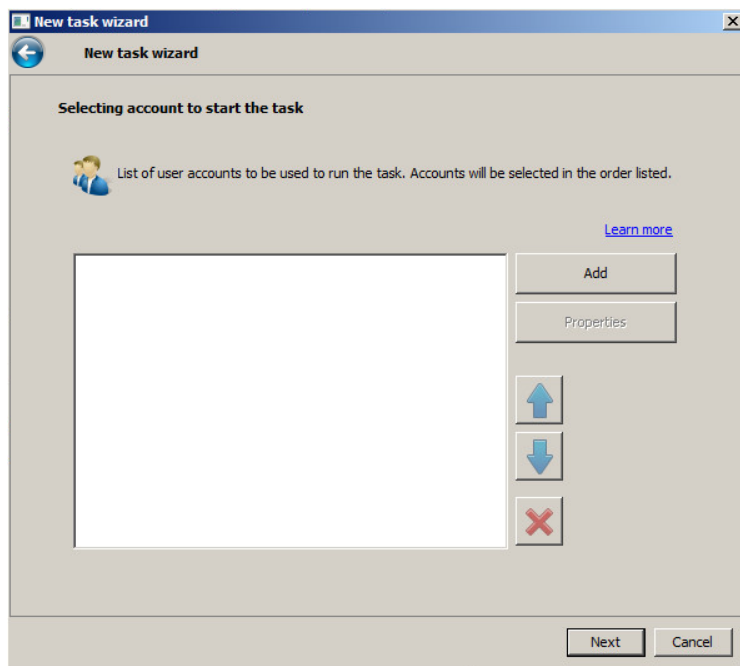 New task wizard
New task wizard
Selecting account to start the task
List of user accounts to be used to run the task. Accounts will be selected in the order listed.
Learn more
Add
Properties
Next
Cancel